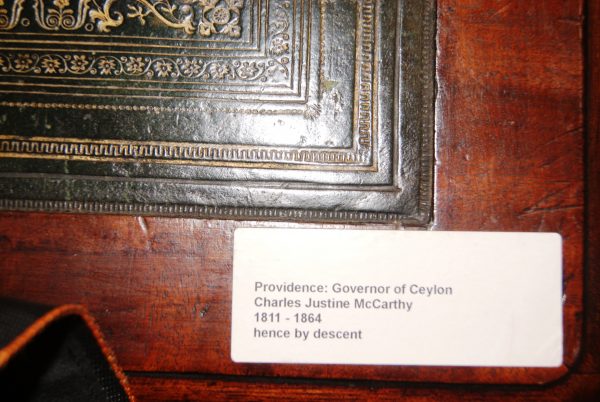 Providence: Governor of Ceylon
Charles Justine McCarthy
1811 - 1864
hence by descent